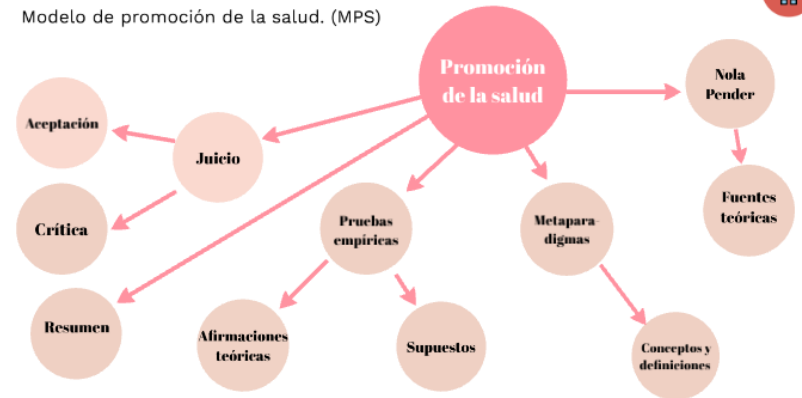 Modelo de promoción de la salud. (MPS)
Promoción
de la salud
Nola
Pender
Aceptación
Juicio
Fuentes
teóricas
Crítica
Pruebas
empíricas
Metapara-
digmas
Resumen
Afirmaciones
teóricas
Supuestos
Conceptos y
definiciones